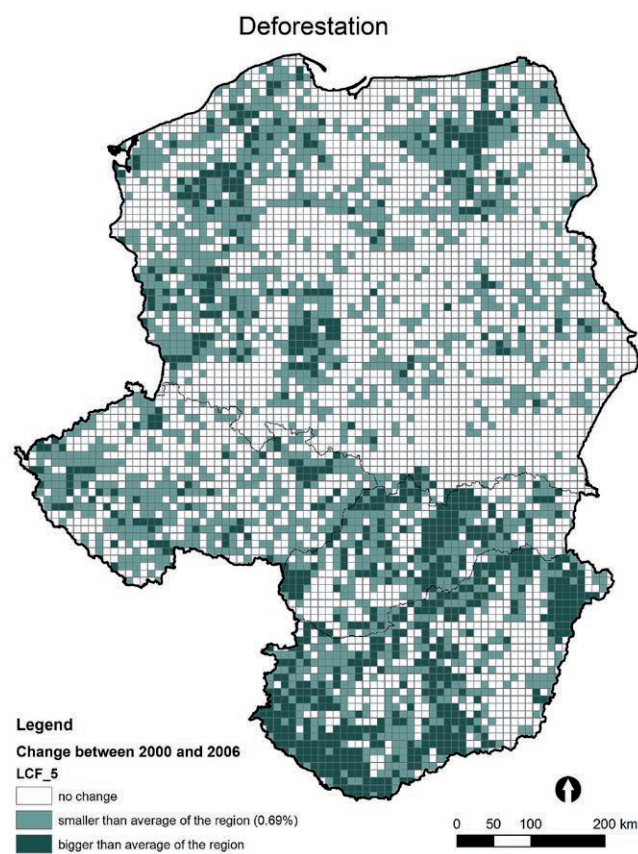 Deforestation
Legend
Change between 2000 and 2006
LCF_5
no change
smaller than average of the region (0.69%)
bigger than average of the region
0 50 100 200 km